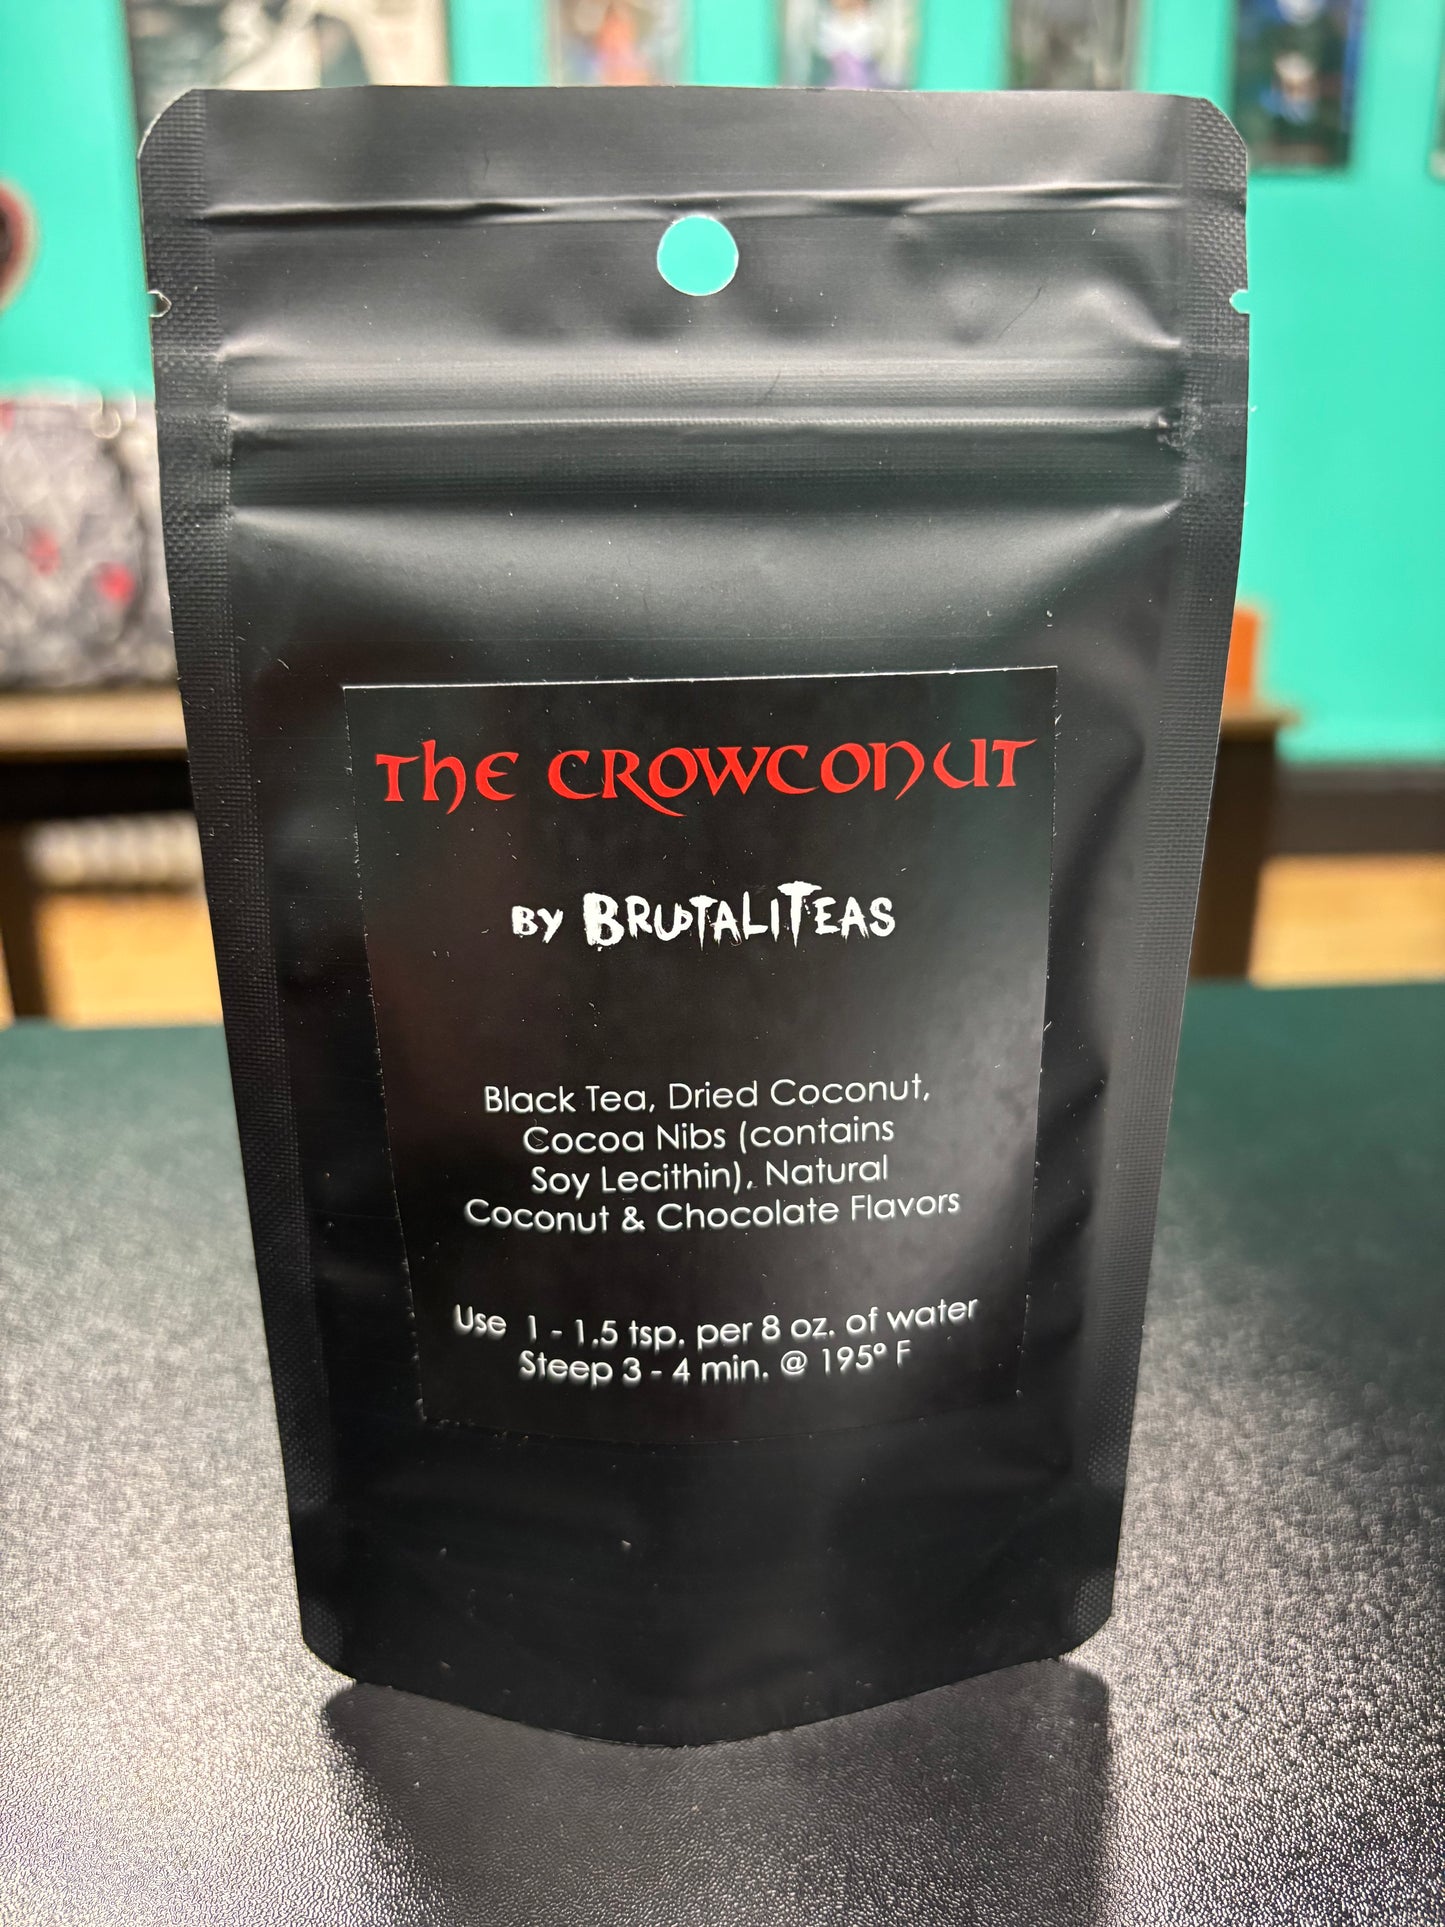 The Crowconut
by BrutaliTeas
Black Tea, Dried Coconut,
Cocoa Nibs (contains
Soy Lecithin), Natural
Coconut & Chocolate Flavors
Use 1 - 1.5 tsp. per 8 oz. of water
Steep 3 - 4 min. @ 195º F